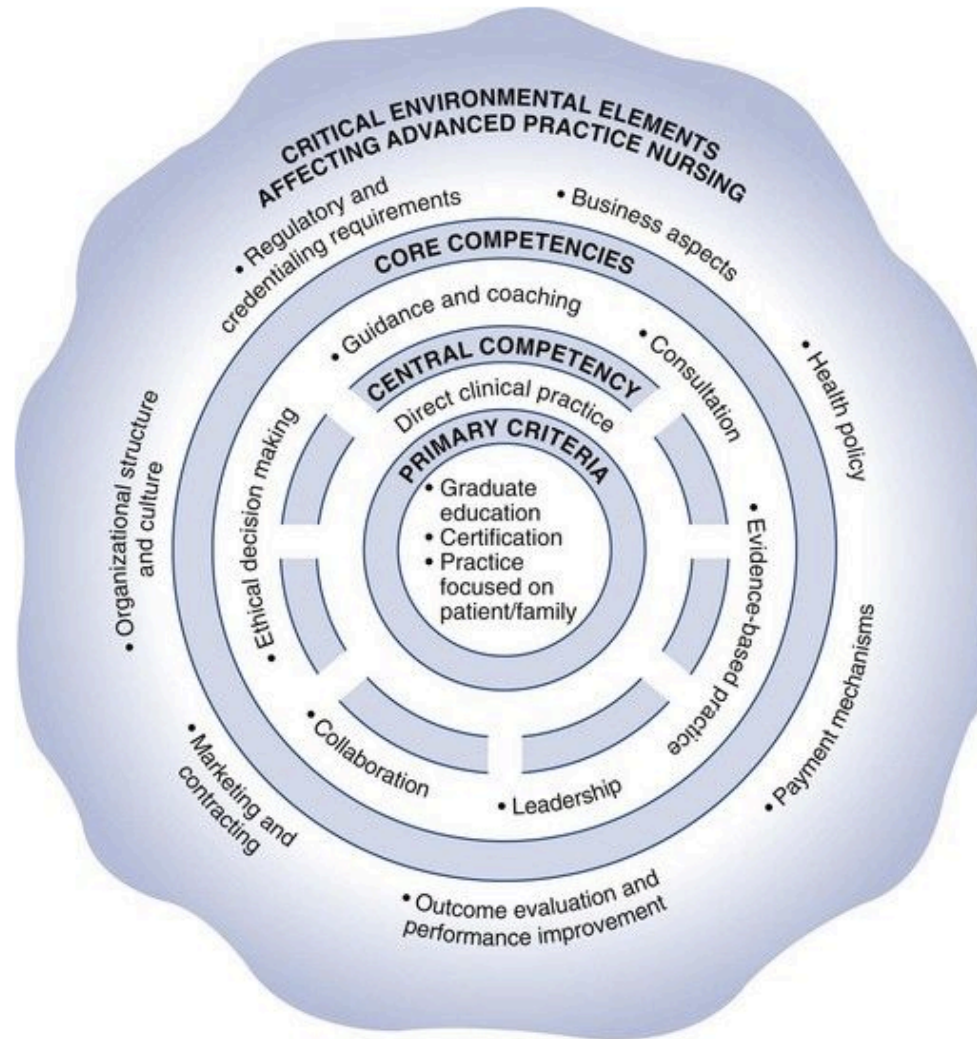 CRITICAL ENVIRONMENTAL ELEMENTS
AFFECTING ADVANCED PRACTICE NURSING
• Regulatory and
credentialing requirements
• Business aspects
• Health policy
• Payment mechanisms
• Outcome evaluation and
performance improvement
• Marketing and
contracting
• Organizational structure
and culture
CORE COMPETENCIES
• Guidance and coaching
• Consultation
• Evidence-based practice
• Leadership
• Collaboration
• Ethical decision making
CENTRAL COMPETENCY
Direct clinical practice
PRIMARY CRITERIA
• Graduate
education
• Certification
• Practice
focused on
patient/family